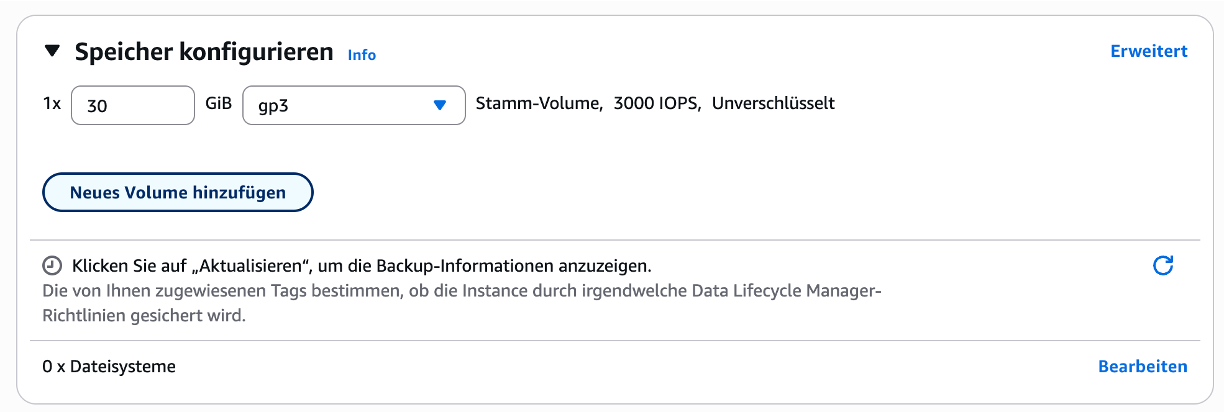 Speicher konfigurieren Info Erweitert
1x 30 GiB gp3 Stamm-Volume, 3000 IOPS, Unverschlüsselt
Neues Volume hinzufügen
Klicken Sie auf „Aktualisieren“, um die Backup-Informationen anzuzeigen.
Die von Ihnen zugewiesenen Tags bestimmen, ob die Instance durch irgendwelche Data Lifecycle Manager-
Richtlinien gesichert wird.
0 x Dateisysteme Bearbeiten